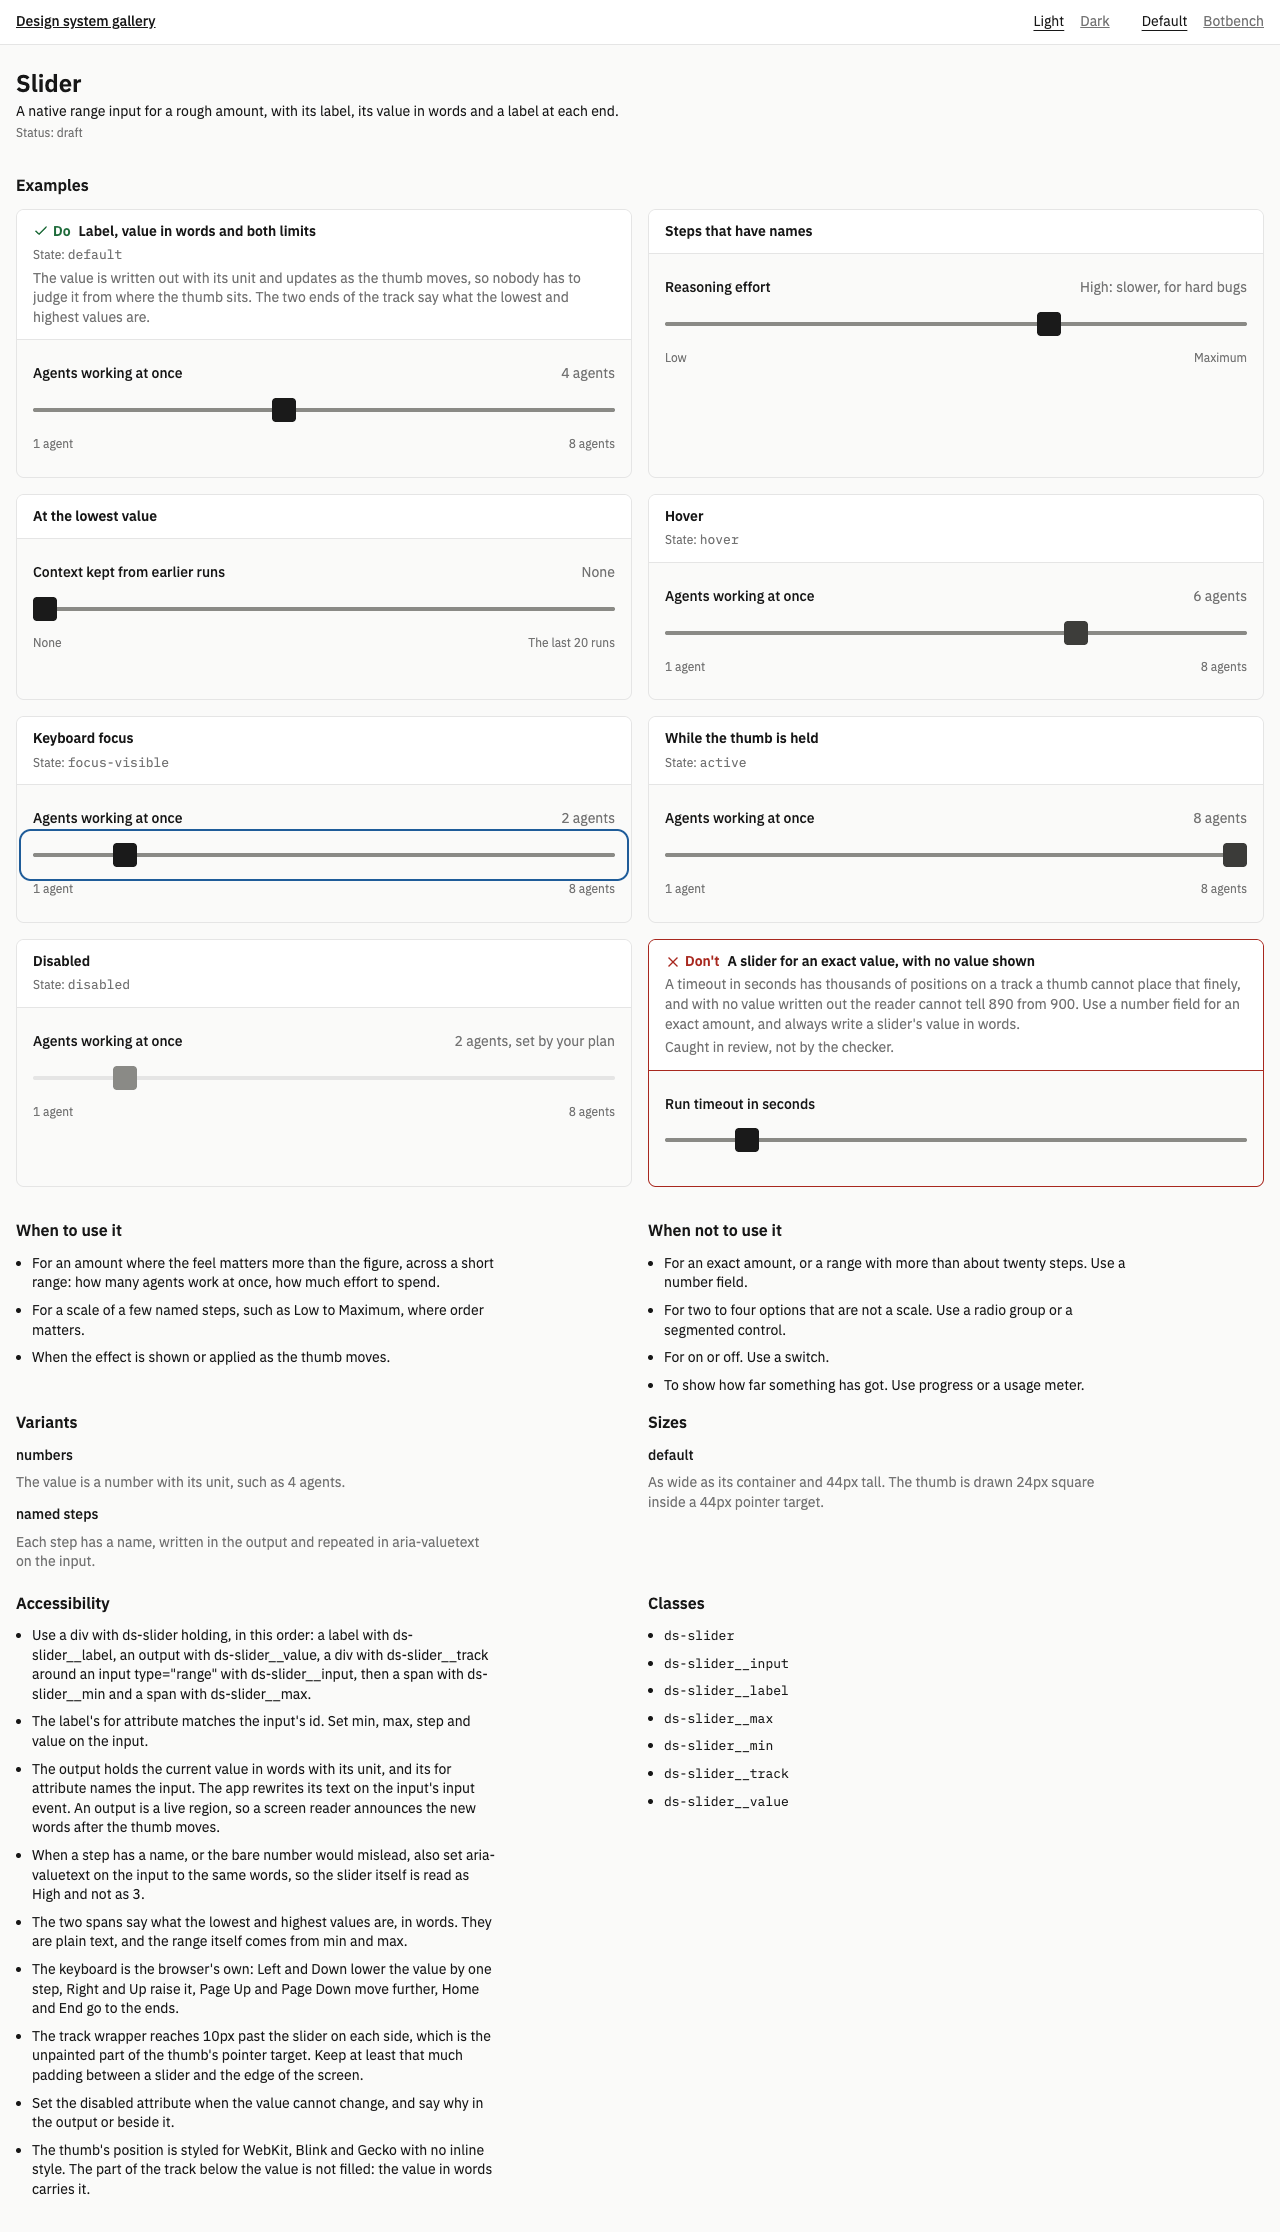 Design system gallery
Light Dark Default Botbench
Slider
A native range input for a rough amount, with its label, its value in words and a label at each end.
Status: draft
Examples
Do Label, value in words and both limits
State: default
The value is written out with its unit and updates as the thumb moves, so nobody has to
judge it from where the thumb sits. The two ends of the track say what the lowest and
highest values are.
Agents working at once 4 agents
1 agent 8 agents
Steps that have names
Reasoning effort High: slower, for hard bugs
Low Maximum
At the lowest value
Context kept from earlier runs None
None The last 20 runs
Hover
State: hover
Agents working at once 6 agents
1 agent 8 agents
Keyboard focus
State: focus-visible
Agents working at once 2 agents
1 agent 8 agents
While the thumb is held
State: active
Agents working at once 8 agents
1 agent 8 agents
Disabled
State: disabled
Agents working at once 2 agents, set by your plan
1 agent 8 agents
Don't A slider for an exact value, with no value shown
A timeout in seconds has thousands of positions on a track a thumb cannot place that finely,
and with no value written out the reader cannot tell 890 from 900. Use a number field for an
exact amount, and always write a slider's value in words.
Caught in review, not by the checker.
Run timeout in seconds
When to use it
• For an amount where the feel matters more than the figure, across a short
range: how many agents work at once, how much effort to spend.
• For a scale of a few named steps, such as Low to Maximum, where order
matters.
• When the effect is shown or applied as the thumb moves.
When not to use it
• For an exact amount, or a range with more than about twenty steps. Use a
number field.
• For two to four options that are not a scale. Use a radio group or a
segmented control.
• For on or off. Use a switch.
• To show how far something has got. Use progress or a usage meter.
Variants
numbers
The value is a number with its unit, such as 4 agents.
named steps
Each step has a name, written in the output and repeated in aria-valuetext
on the input.
Sizes
default
As wide as its container and 44px tall. The thumb is drawn 24px square
inside a 44px pointer target.
Accessibility
• Use a div with ds-slider holding, in this order: a label with ds-
slider__label, an output with ds-slider__value, a div with ds-slider__track
around an input type="range" with ds-slider__input, then a span with ds-
slider__min and a span with ds-slider__max.
• The label's for attribute matches the input's id. Set min, max, step and
value on the input.
• The output holds the current value in words with its unit, and its for
attribute names the input. The app rewrites its text on the input's input
event. An output is a live region, so a screen reader announces the new
words after the thumb moves.
• When a step has a name, or the bare number would mislead, also set aria-
valuetext on the input to the same words, so the slider itself is read as
High and not as 3.
• The two spans say what the lowest and highest values are, in words. They
are plain text, and the range itself comes from min and max.
• The keyboard is the browser's own: Left and Down lower the value by one
step, Right and Up raise it, Page Up and Page Down move further, Home
and End go to the ends.
• The track wrapper reaches 10px past the slider on each side, which is the
unpainted part of the thumb's pointer target. Keep at least that much
padding between a slider and the edge of the screen.
• Set the disabled attribute when the value cannot change, and say why in
the output or beside it.
• The thumb's position is styled for WebKit, Blink and Gecko with no inline
style. The part of the track below the value is not filled: the value in words
carries it.
Classes
• ds-slider
• ds-slider__input
• ds-slider__label
• ds-slider__max
• ds-slider__min
• ds-slider__track
• ds-slider__value